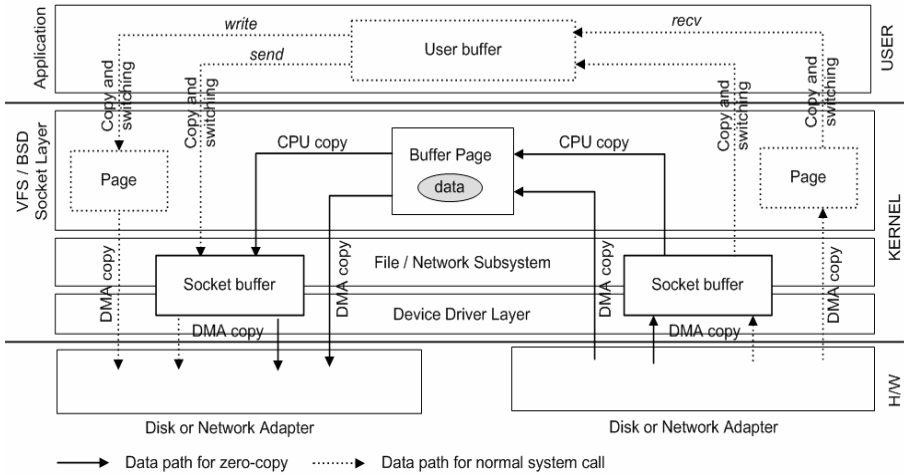 Application
write
recv
User buffer
send
USER
Copy and
switching
Copy and
switching
Copy and
switching
Copy and
switching
VFS / BSD
Socket Layer
CPU copy
Buffer Page
CPU copy
Page
data
Page
KERNEL
DMA copy
File / Network Subsystem
DMA copy
DMA copy
DMA copy
Socket buffer
Socket buffer
Device Driver Layer
DMA copy
DMA copy
H/W
Disk or Network Adapter
Disk or Network Adapter
Data path for zero-copy
Data path for normal system call